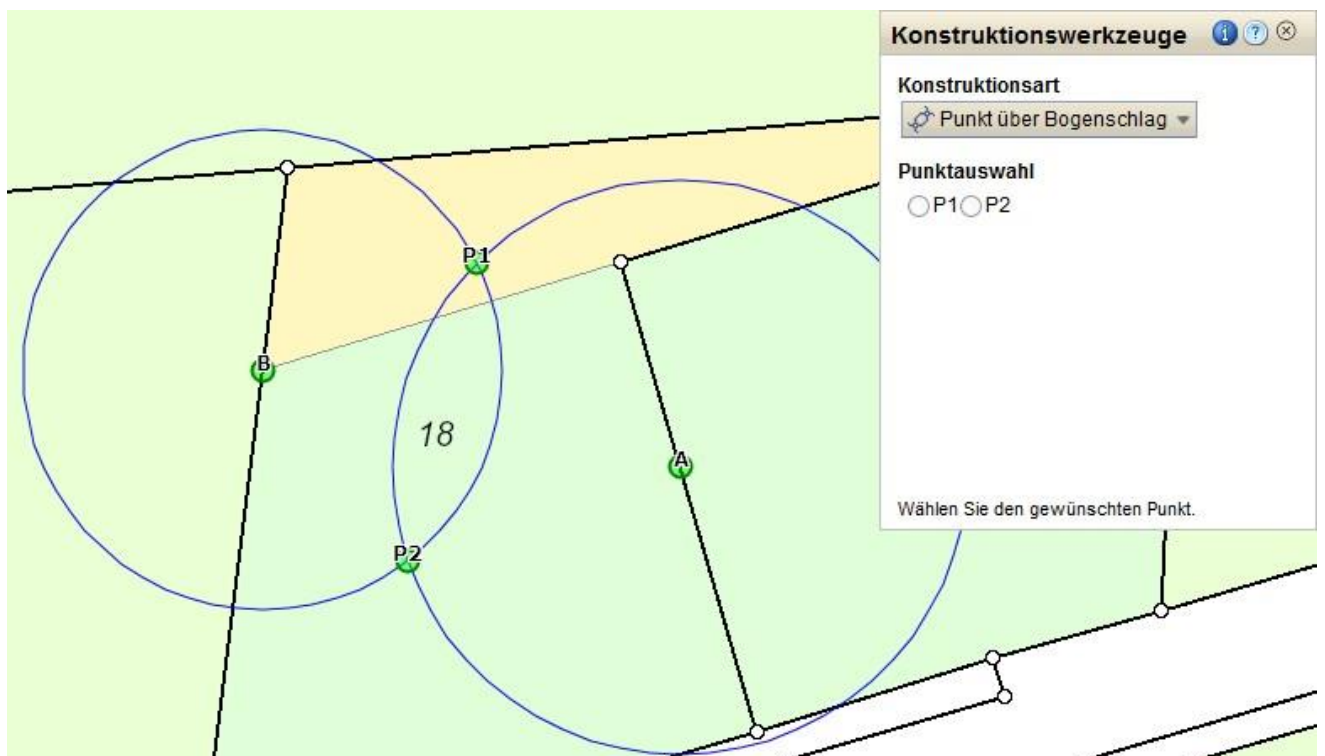 Konstruktionswerkzeuge
Konstruktionsart
Punkt über Bogenschlag
Punktauswahl
P1 P2
Wählen Sie den gewünschten Punkt.
P1
B
18
A
P2